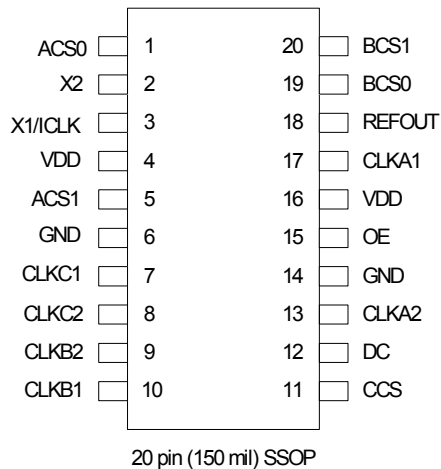 ACS0 1 20 BCS1
X2 2 19 BCS0
X1/ICLK 3 18 REFOUT
VDD 4 17 CLKA1
ACS1 5 16 VDD
GND 6 15 OE
CLKC1 7 14 GND
CLKC2 8 13 CLKA2
CLKB2 9 12 DC
CLKB1 10 11 CCS
20 pin (150 mil) SSOP